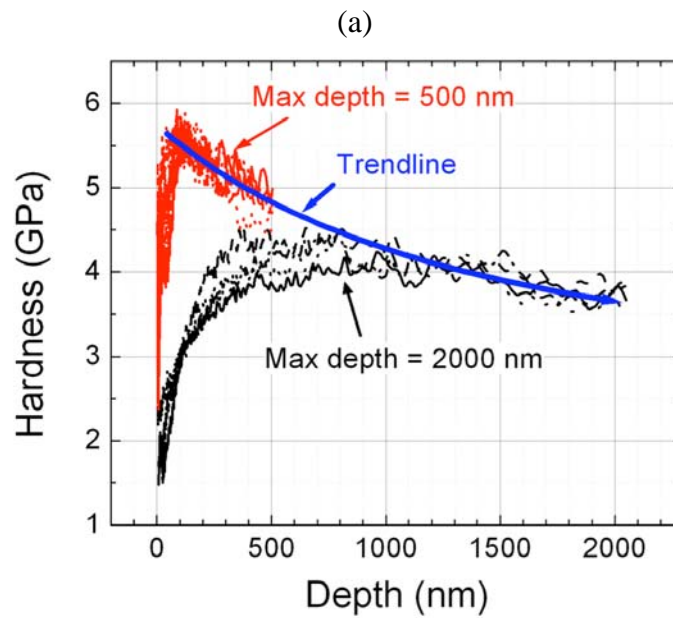 (a)
6
5
4
3
2
1
Hardness (GPa)
Max depth = 500 nm
Trendline
Max depth = 2000 nm
0
500
1000
1500
2000
Depth (nm)